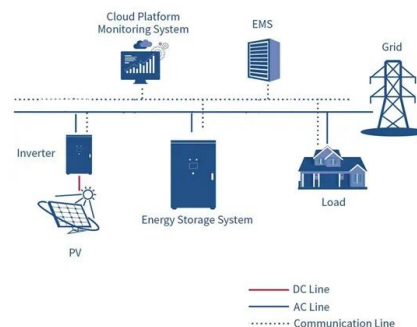 Cloud Platform
Monitoring System
EMS
Grid
Inverter
Energy Storage System
Load
PV
DC Line
AC Line
Communication Line